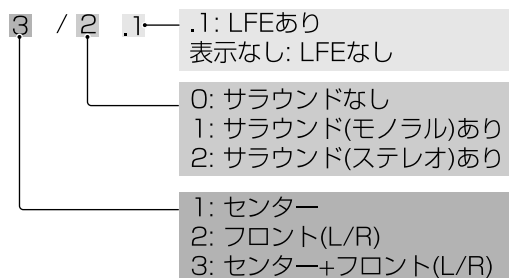 3 / 2 .1
.1: LFEあり
表示なし: LFEなし
0: サラウンドなし
1: サラウンド(モノラル)あり
2: サラウンド(ステレオ)あり
1: センター
2: フロント(L/R)
3: センター+フロント(L/R)